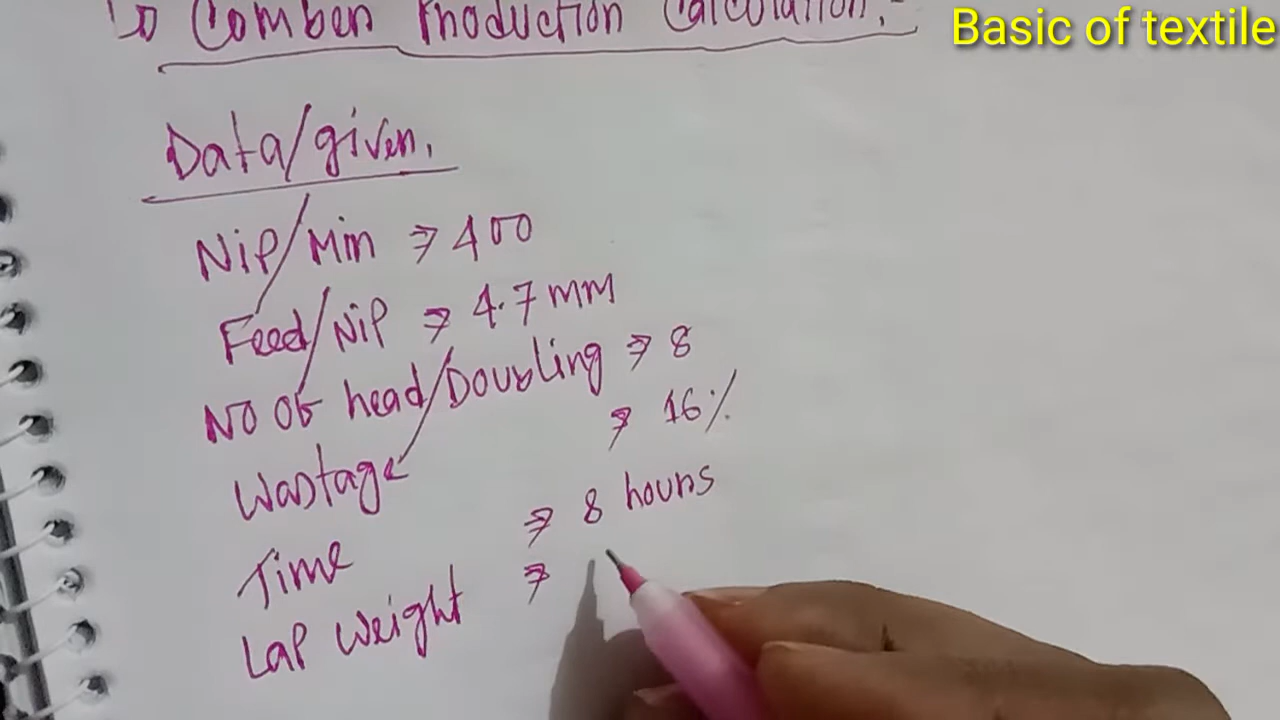 Comber Production Calculation.
Basic of textile
Data/given.
Nip/Min ⇒ 400
Feed/Nip ⇒ 4.7 mm
No of head/Doubling ⇒ 8
Wastage ⇒ 16%
Time ⇒ 8 hours
Lap Weight ⇒